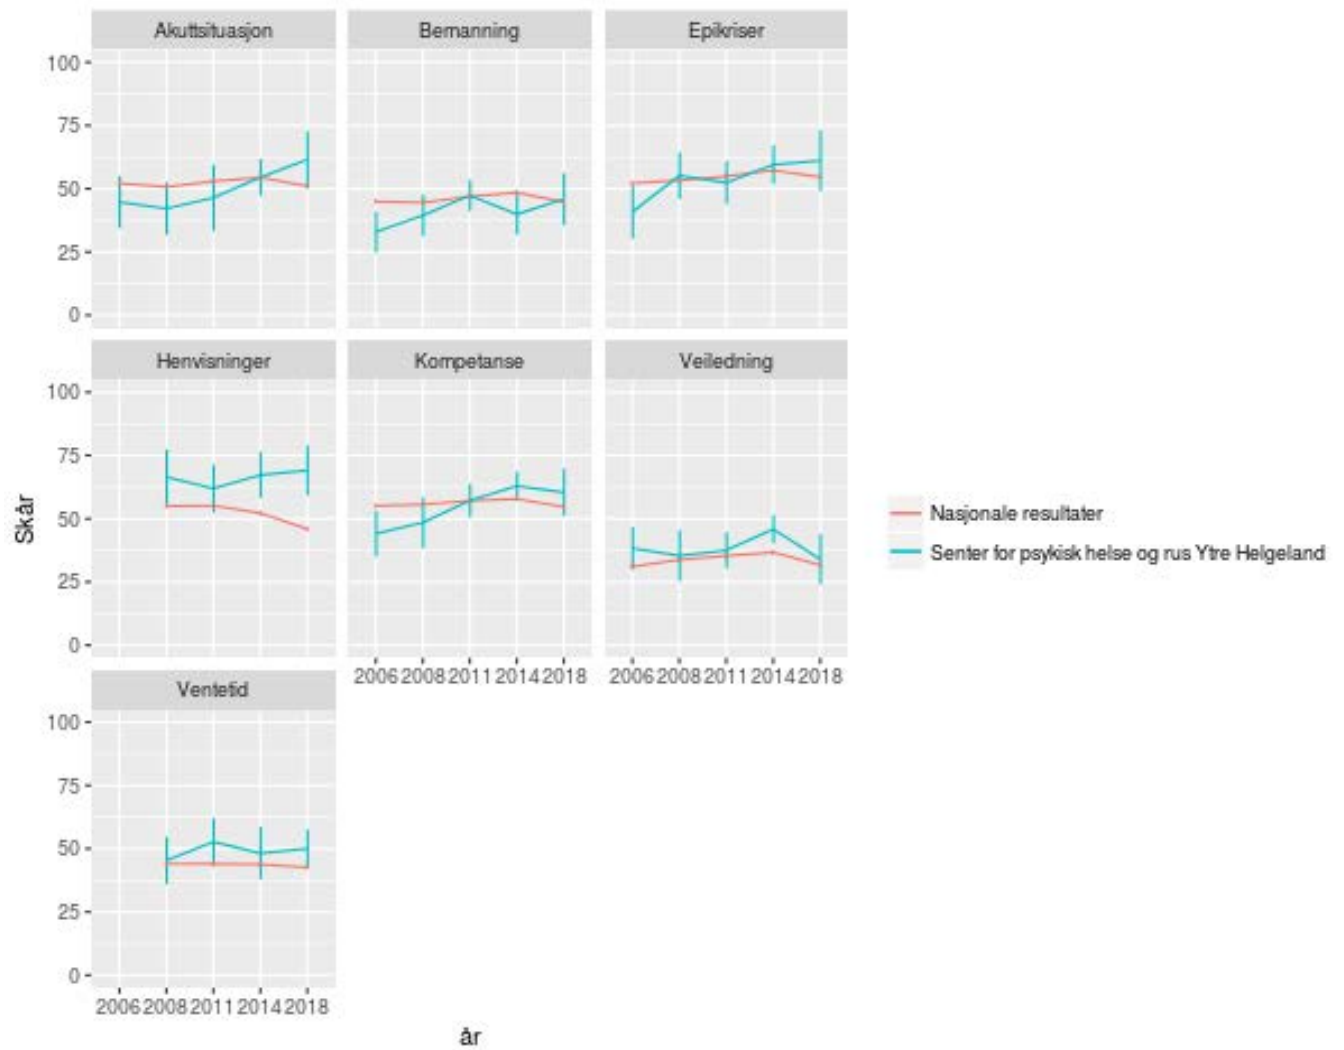 Akuttsituasjon
Bemanning
Epikriser
100
75
50
25
0
Henvisninger
Kompetanse
Veiledning
100
75
50
25
0
Skår
Nasjonale resultater
Senter for psykisk helse og rus Ytre Helgeland
2006 2008 2011 2014 2018
2006 2008 2011 2014 2018
Ventetid
100
75
50
25
0
2006 2008 2011 2014 2018
år